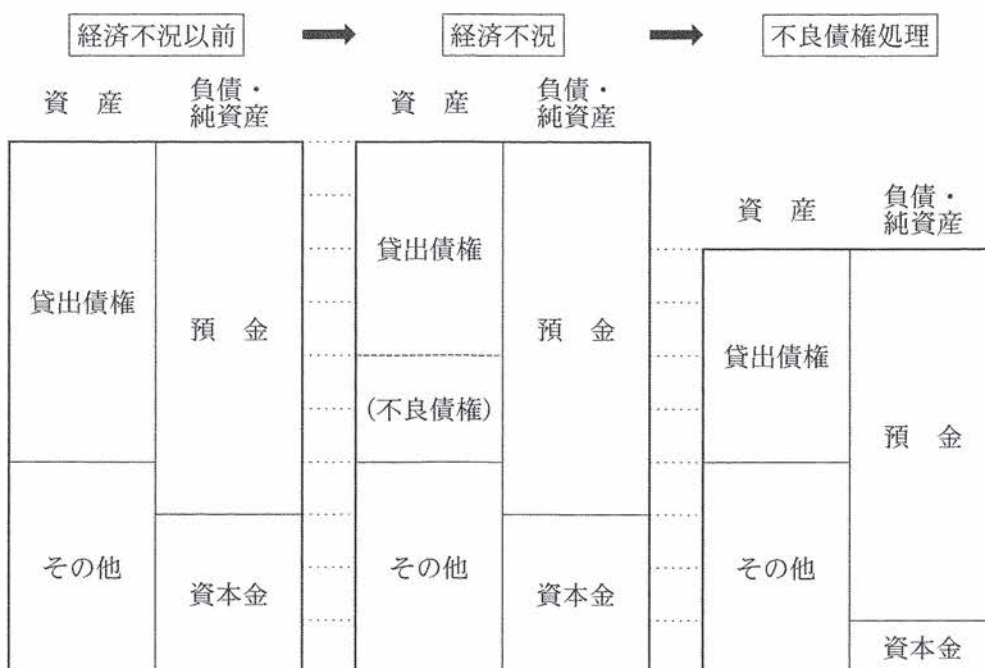 経済不況以前 → 経済不況 → 不良債権処理
資 産
負債・
純資産
貸出債権
その他
預 金
資本金
資 産
負債・
純資産
貸出債権
(不良債権)
その他
預 金
資本金
資 産
負債・
純資産
貸出債権
その他
預 金
資本金